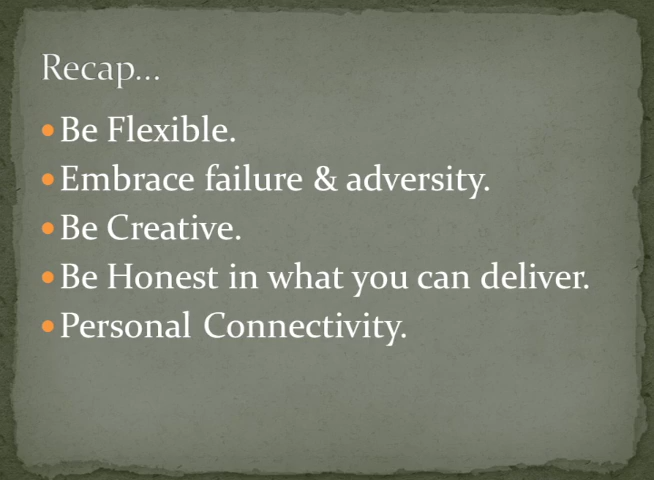 Recap...
• Be Flexible.
• Embrace failure & adversity.
• Be Creative.
• Be Honest in what you can deliver.
• Personal Connectivity.